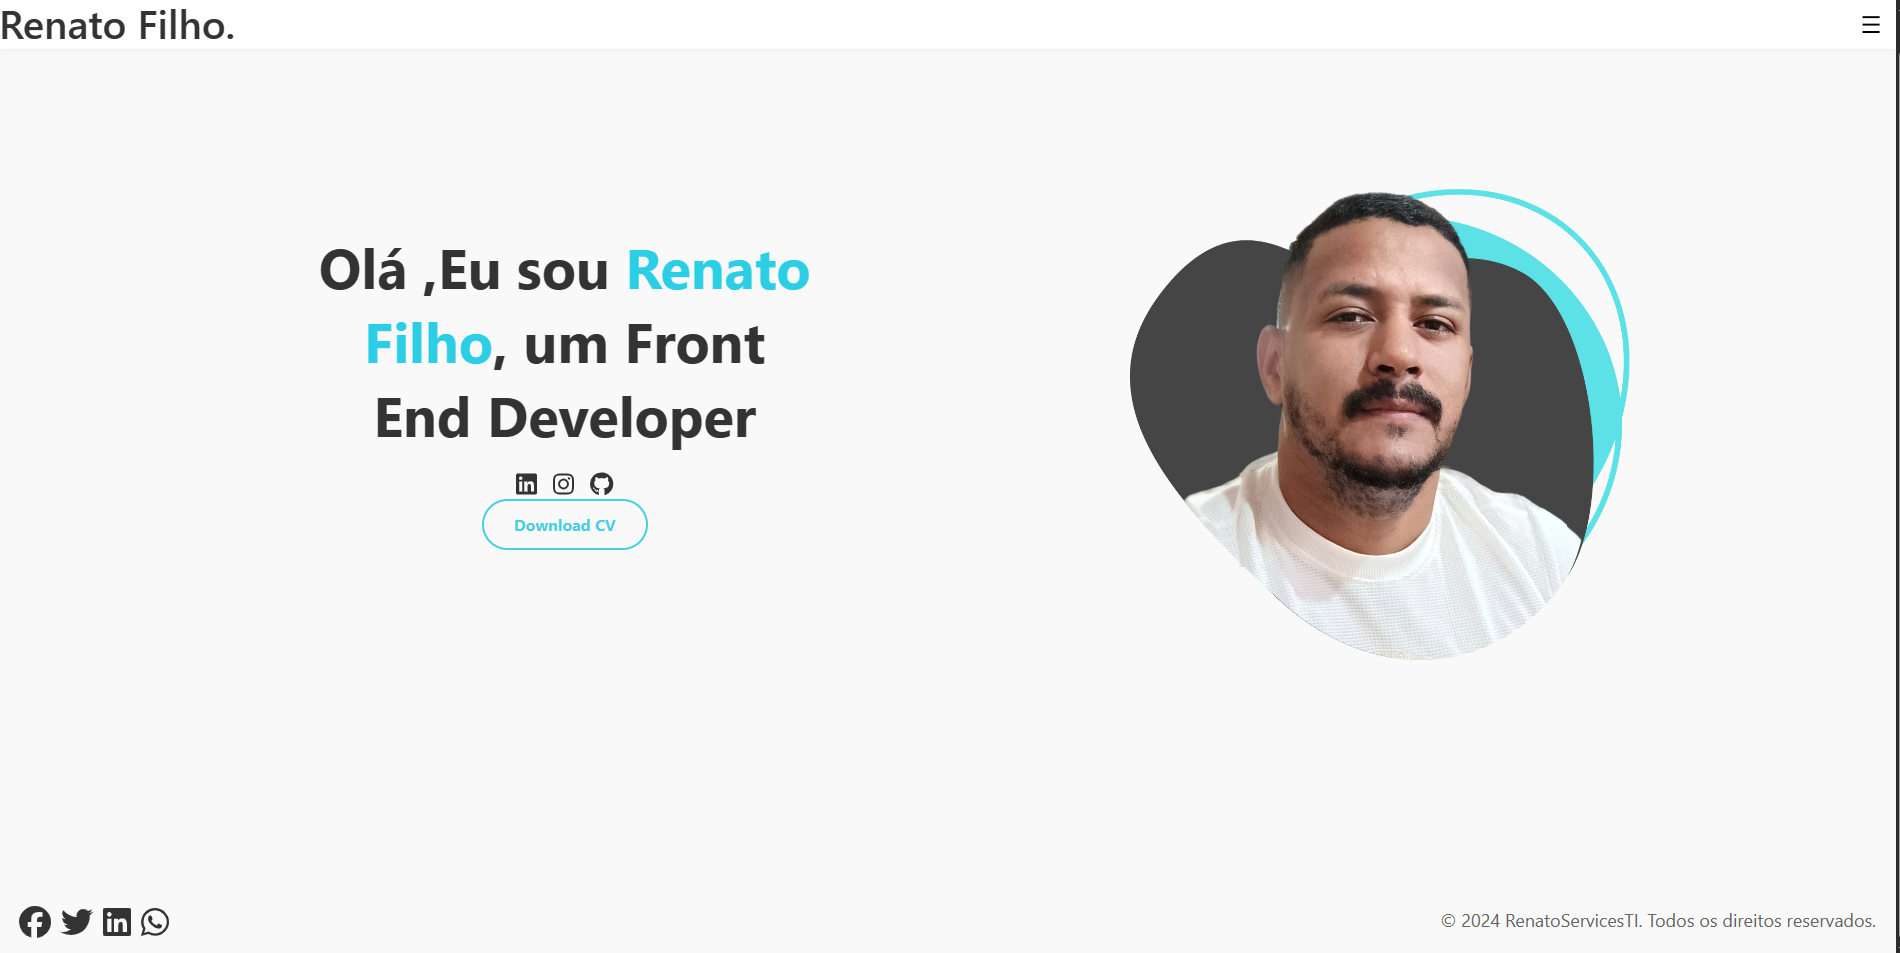 Renato Filho.
Olá ,Eu sou Renato
Filho, um Front
End Developer
Download CV
© 2024 RenatoServicesTI. Todos os direitos reservados.